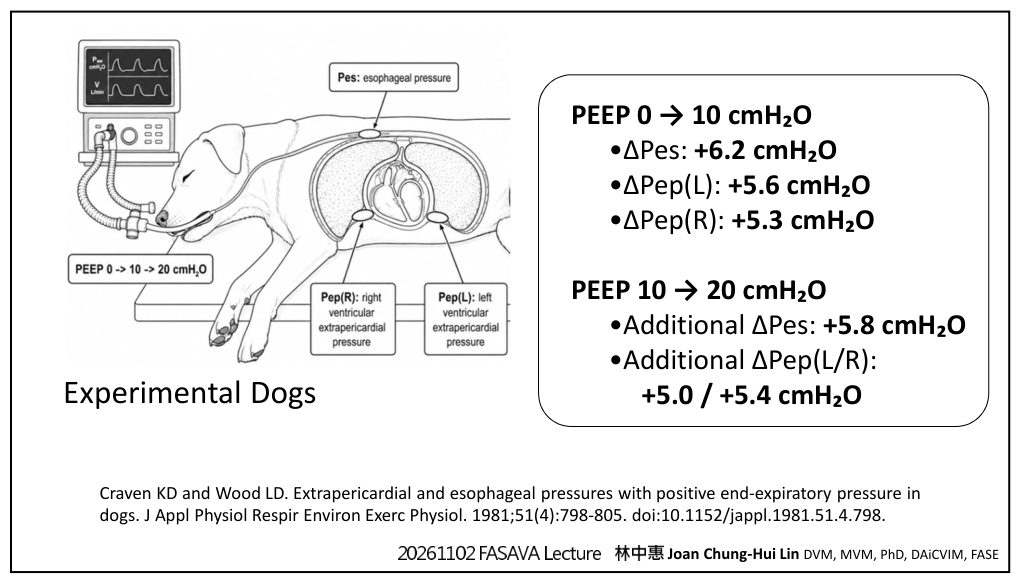 Paw
cmH₂O
V
L/min
Pes: esophageal pressure
PEEP 0 -> 10 -> 20 cmH₂O
Pep(R): right
ventricular
extrapericardial
pressure
Pep(L): left
ventricular
extrapericardial
pressure
Experimental Dogs
PEEP 0 → 10 cmH₂O
•ΔPes: +6.2 cmH₂O
•ΔPep(L): +5.6 cmH₂O
•ΔPep(R): +5.3 cmH₂O
PEEP 10 → 20 cmH₂O
•Additional ΔPes: +5.8 cmH₂O
•Additional ΔPep(L/R):
+5.0 / +5.4 cmH₂O
Craven KD and Wood LD. Extrapericardial and esophageal pressures with positive end-expiratory pressure in
dogs. J Appl Physiol Respir Environ Exerc Physiol. 1981;51(4):798-805. doi:10.1152/jappl.1981.51.4.798.
20261102 FASAVA Lecture 林中惠 Joan Chung-Hui Lin DVM, MVM, PhD, DAiCVIM, FASE